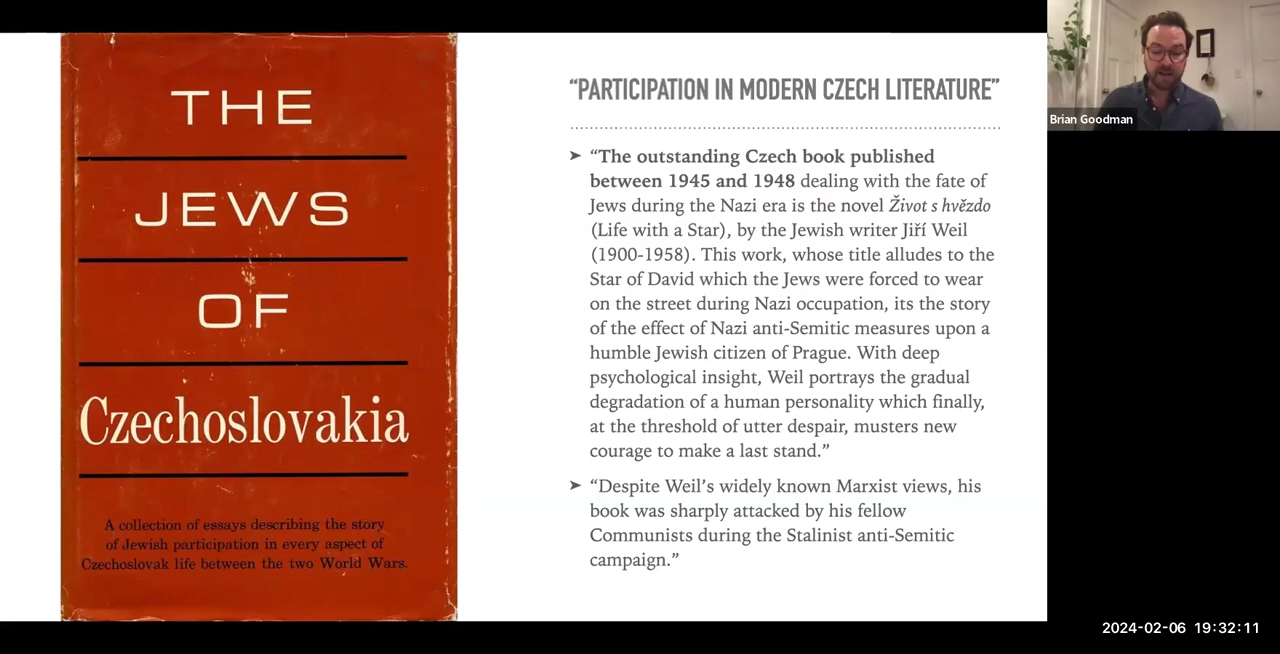 THE
JEWS
OF
Czechoslovakia
A collection of essays describing the story
of Jewish participation in every aspect of
Czechoslovak life between the two World Wars.
“PARTICIPATION IN MODERN CZECH LITERATURE”
➤ “The outstanding Czech book published
between 1945 and 1948 dealing with the fate of
Jews during the Nazi era is the novel Život s hvězdo
(Life with a Star), by the Jewish writer Jiří Weil
(1900-1958). This work, whose title alludes to the
Star of David which the Jews were forced to wear
on the street during Nazi occupation, its the story
of the effect of Nazi anti-Semitic measures upon a
humble Jewish citizen of Prague. With deep
psychological insight, Weil portrays the gradual
degradation of a human personality which finally,
at the threshold of utter despair, musters new
courage to make a last stand.”
➤ “Despite Weil’s widely known Marxist views, his
book was sharply attacked by his fellow
Communists during the Stalinist anti-Semitic
campaign.”
Brian Goodman
2024-02-06 19:32:11